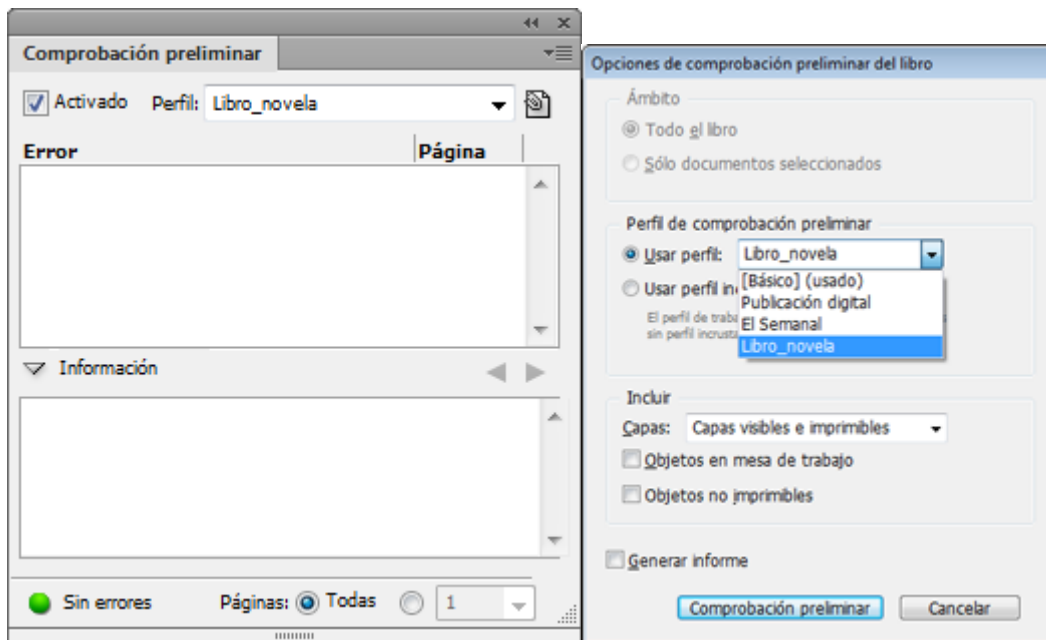 Comprobación preliminar
Activado Perfil: Libro_novela
Error Página
Información
Sin errores Páginas: Todas 1
Opciones de comprobación preliminar del libro
Ámbito
Todo el libro
Sólo documentos seleccionados
Perfil de comprobación preliminar
Usar perfil: Libro_novela
[Básico] (usado)
Usar perfil in
Publicación digital
El perfil de traba
El Semanal
sin perfil incrusta
Libro_novela
Incluir
Capas: Capas visibles e imprimibles
Objetos en mesa de trabajo
Objetos no imprimibles
Generar informe
Comprobación preliminar Cancelar